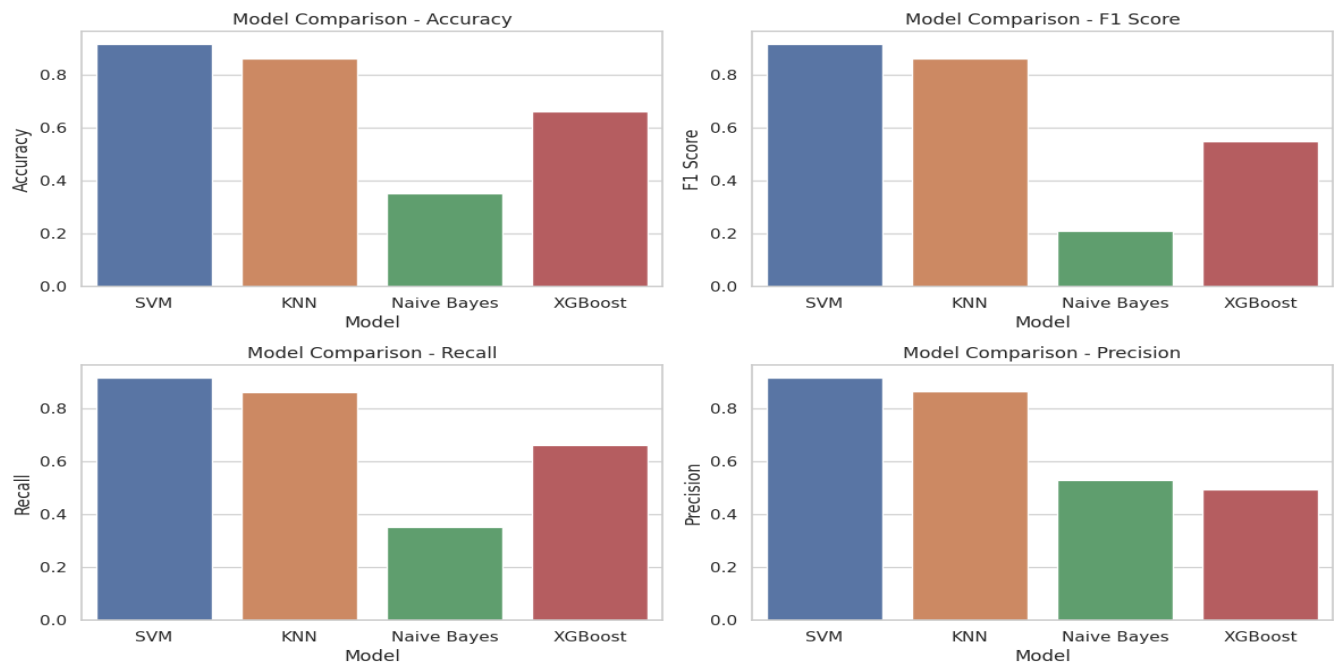 Model Comparison - Accuracy
Accuracy
0.8
0.6
0.4
0.2
0.0
SVM KNN Naive Bayes XGBoost
Model
Model Comparison - F1 Score
F1 Score
0.8
0.6
0.4
0.2
0.0
SVM KNN Naive Bayes XGBoost
Model
Model Comparison - Recall
Recall
0.8
0.6
0.4
0.2
0.0
SVM KNN Naive Bayes XGBoost
Model
Model Comparison - Precision
Precision
0.8
0.6
0.4
0.2
0.0
SVM KNN Naive Bayes XGBoost
Model